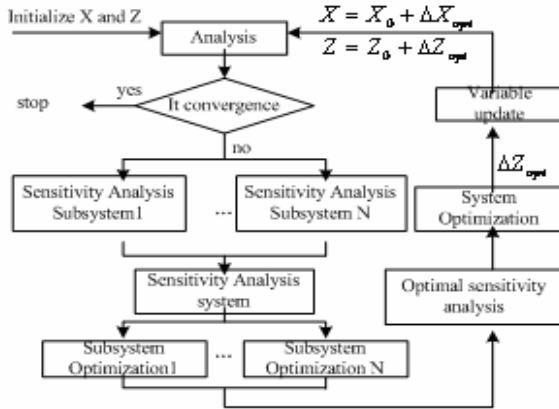 Initialize X and Z
Analysis
X = X₀ + ΔXopt
Z = Z₀ + ΔZopt
yes
stop
It convergence
no
Variable
update
ΔZopt
Sensitivity Analysis
Subsystem1
...
Sensitivity Analysis
Subsystem N
System
Optimization
Sensitivity Analysis
system
Optimal sensitivity
analysis
Subsystem
Optimization1
...
Subsystem
Optimization N